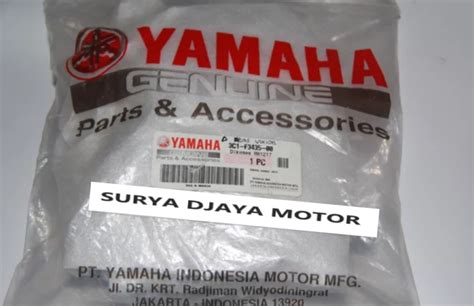 YAMAHA
GENUINE
Parts & Accessories
YAMAHA
3C1-F3435-00
1 PC
SURYA DJAYA MOTOR
PT. YAMAHA INDONESIA MOTOR MFG.
JL. DR. KRT. Radjiman Widyodiningrat
JAKARTA - INDONESIA 13920